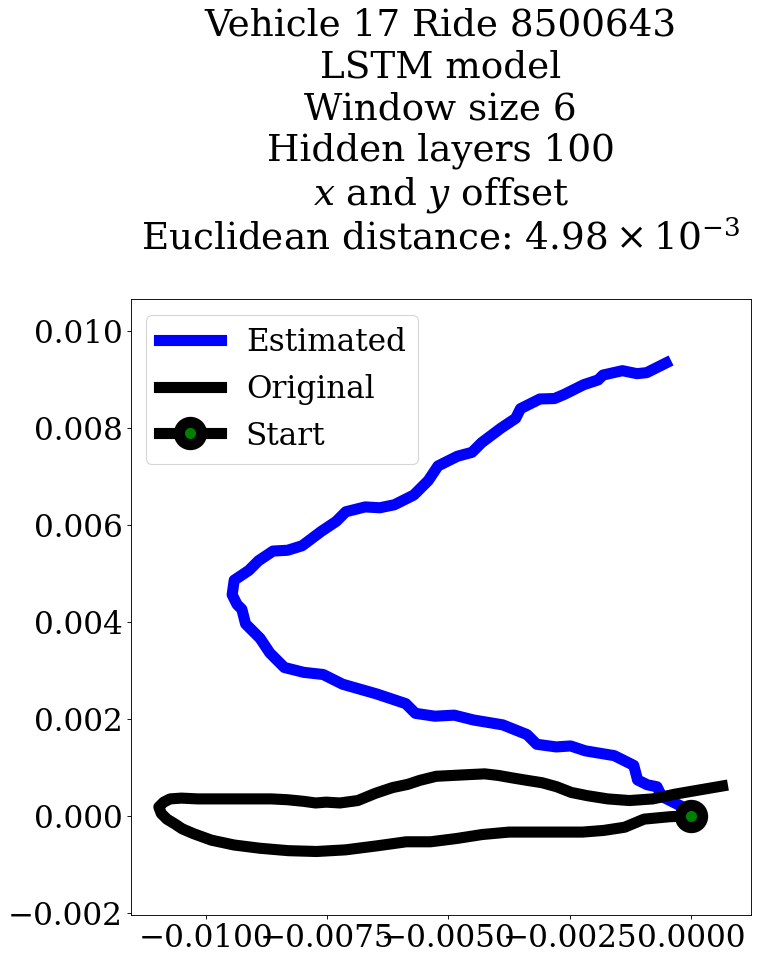 Vehicle 17 Ride 8500643
LSTM model
Window size 6
Hidden layers 100
x and y offset
Euclidean distance: 4.98 × 10⁻³
Estimated
Original
Start
0.010
0.008
0.006
0.004
0.002
0.000
−0.002
−0.0100 −0.0075 −0.0050 −0.0025 0.0000